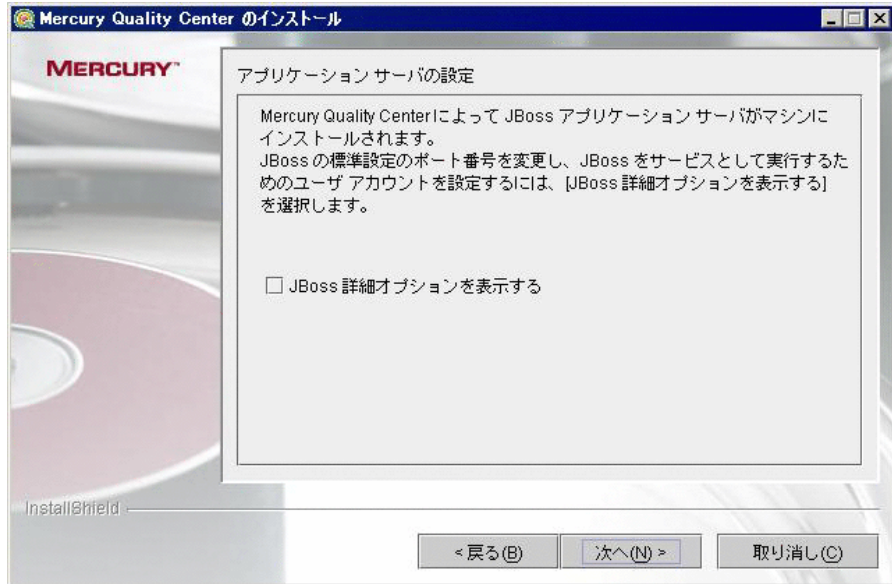 Mercury Quality Center のインストール
MERCURY™
アプリケーション サーバの設定
Mercury Quality Centerによって JBoss アプリケーション サーバがマシンに
インストールされます。
JBoss の標準設定のポート番号を変更し、JBoss をサービスとして実行するた
めのユーザ アカウントを設定するには、[JBoss 詳細オプションを表示する]
を選択します。
JBoss 詳細オプションを表示する
InstallShield
<戻る(B)
次へ(N) >
取り消し(C)